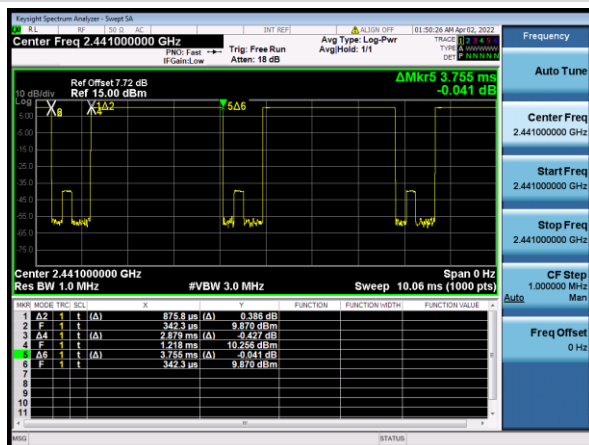 Keysight Spectrum Analyzer - Swept SA
RL RF 50 Ω AC INT REF ALIGN OFF 01:50:26 AM Apr 02, 2022
Center Freq 2.441000000 GHz
PNO: Fast
IFGain:Low
Trig: Free Run
Atten: 18 dB
Avg Type: Log-Pwr
Avg|Hold: 1/1
TRACE 1 2 3 4 5 6
TYPE A WWWWW
DET P NNNNN
Ref Offset 7.72 dB
10 dB/div Ref 15.00 dBm
ΔMkr5 3.755 ms
-0.041 dB
Log
5.00
-5.00
-15.0
-25.0
-35.0
-45.0
-55.0
-65.0
-75.0
1Δ2
5Δ6
Center 2.441000000 GHz Span 0 Hz
Res BW 1.0 MHz #VBW 3.0 MHz Sweep 10.06 ms (1000 pts)
MKR MODE TRC SCL X Y FUNCTION FUNCTION WIDTH FUNCTION VALUE
1 Δ2 1 t (Δ) 875.8 µs (Δ) 0.386 dB
2 F 1 t 342.3 µs 9.870 dBm
3 Δ4 1 t (Δ) 2.879 ms (Δ) -0.427 dB
4 F 1 t 1.218 ms 10.256 dBm
5 Δ6 1 t (Δ) 3.755 ms (Δ) -0.041 dB
6 F 1 t 342.3 µs 9.870 dBm
7
8
9
10
11
MSG STATUS
Frequency
Auto Tune
Center Freq
2.441000000 GHz
Start Freq
2.441000000 GHz
Stop Freq
2.441000000 GHz
CF Step
1.000000 MHz
Auto Man
Freq Offset
0 Hz